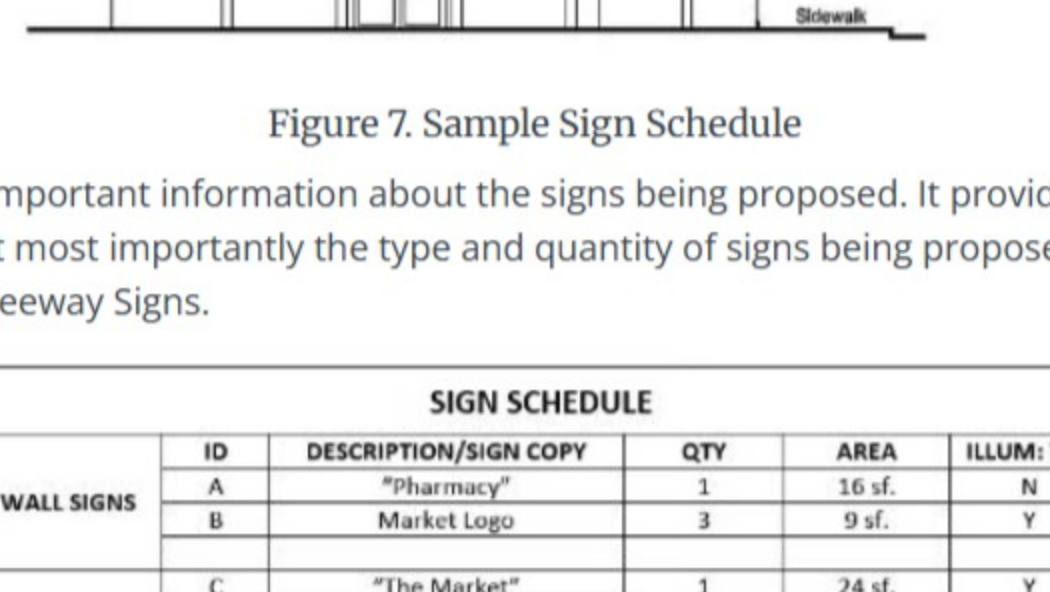 Sidewalk
Figure 7. Sample Sign Schedule
mportant information about the signs being proposed. It provid
t most importantly the type and quantity of signs being propose
eeway Signs.
SIGN SCHEDULE
ID DESCRIPTION/SIGN COPY QTY AREA ILLUM:
WALL SIGNS
A "Pharmacy" 1 16 sf. N
B Market Logo 3 9 sf. Y
C "The Market" 1 24 sf. Y